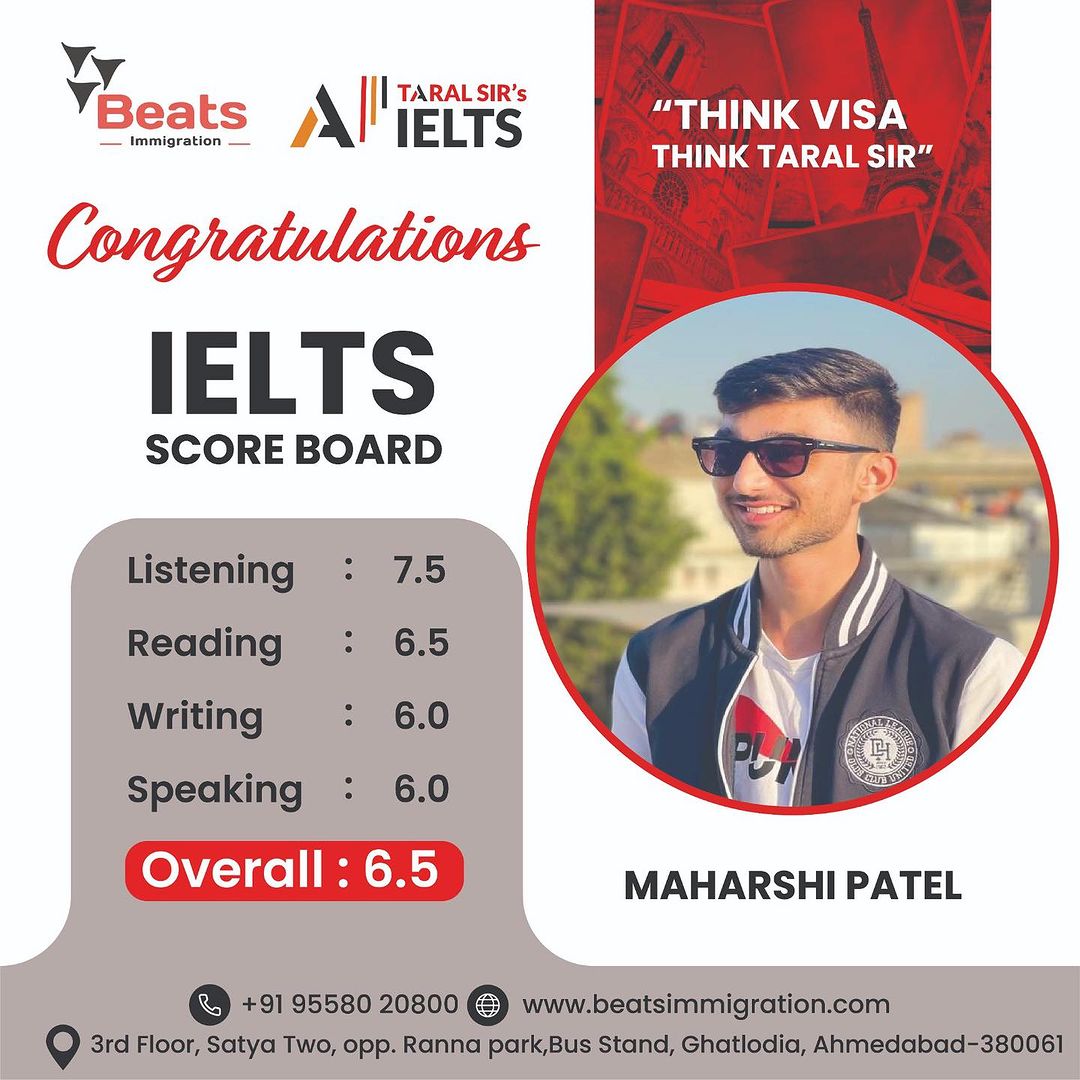 Beats
Immigration
TARAL SIR's
IELTS
"THINK VISA
THINK TARAL SIR"
Congratulations
IELTS
SCORE BOARD
Listening : 7.5
Reading : 6.5
Writing : 6.0
Speaking : 6.0
Overall : 6.5
NATIONAL LEAGUE
MAHARSHI PATEL
+91 95580 20800 www.beatsimmigration.com
3rd Floor, Satya Two, opp. Ranna park,Bus Stand, Ghatlodia, Ahmedabad-380061